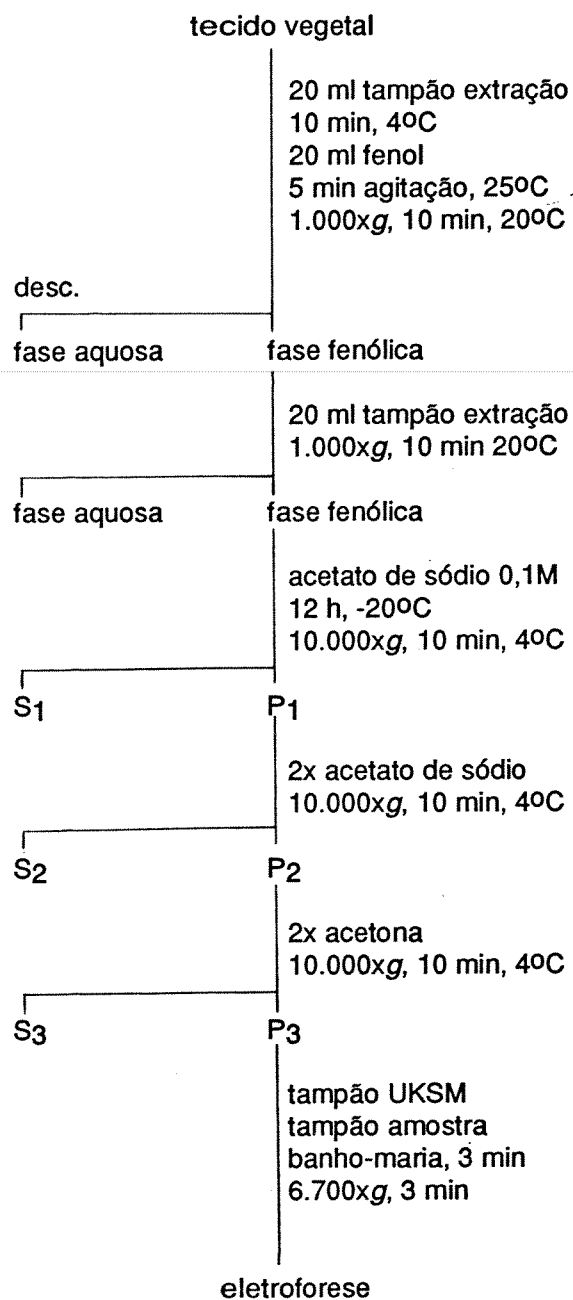 tecido vegetal
20 ml tampão extração
10 min, 4ºC
20 ml fenol
5 min agitação, 25ºC
1.000xg, 10 min, 20ºC
desc.
fase aquosa fase fenólica
20 ml tampão extração
1.000xg, 10 min 20ºC
fase aquosa fase fenólica
acetato de sódio 0,1M
12 h, -20ºC
10.000xg, 10 min, 4ºC
S1 P1
2x acetato de sódio
10.000xg, 10 min, 4ºC
S2 P2
2x acetona
10.000xg, 10 min, 4ºC
S3 P3
tampão UKSM
tampão amostra
banho-maria, 3 min
6.700xg, 3 min
eletroforese